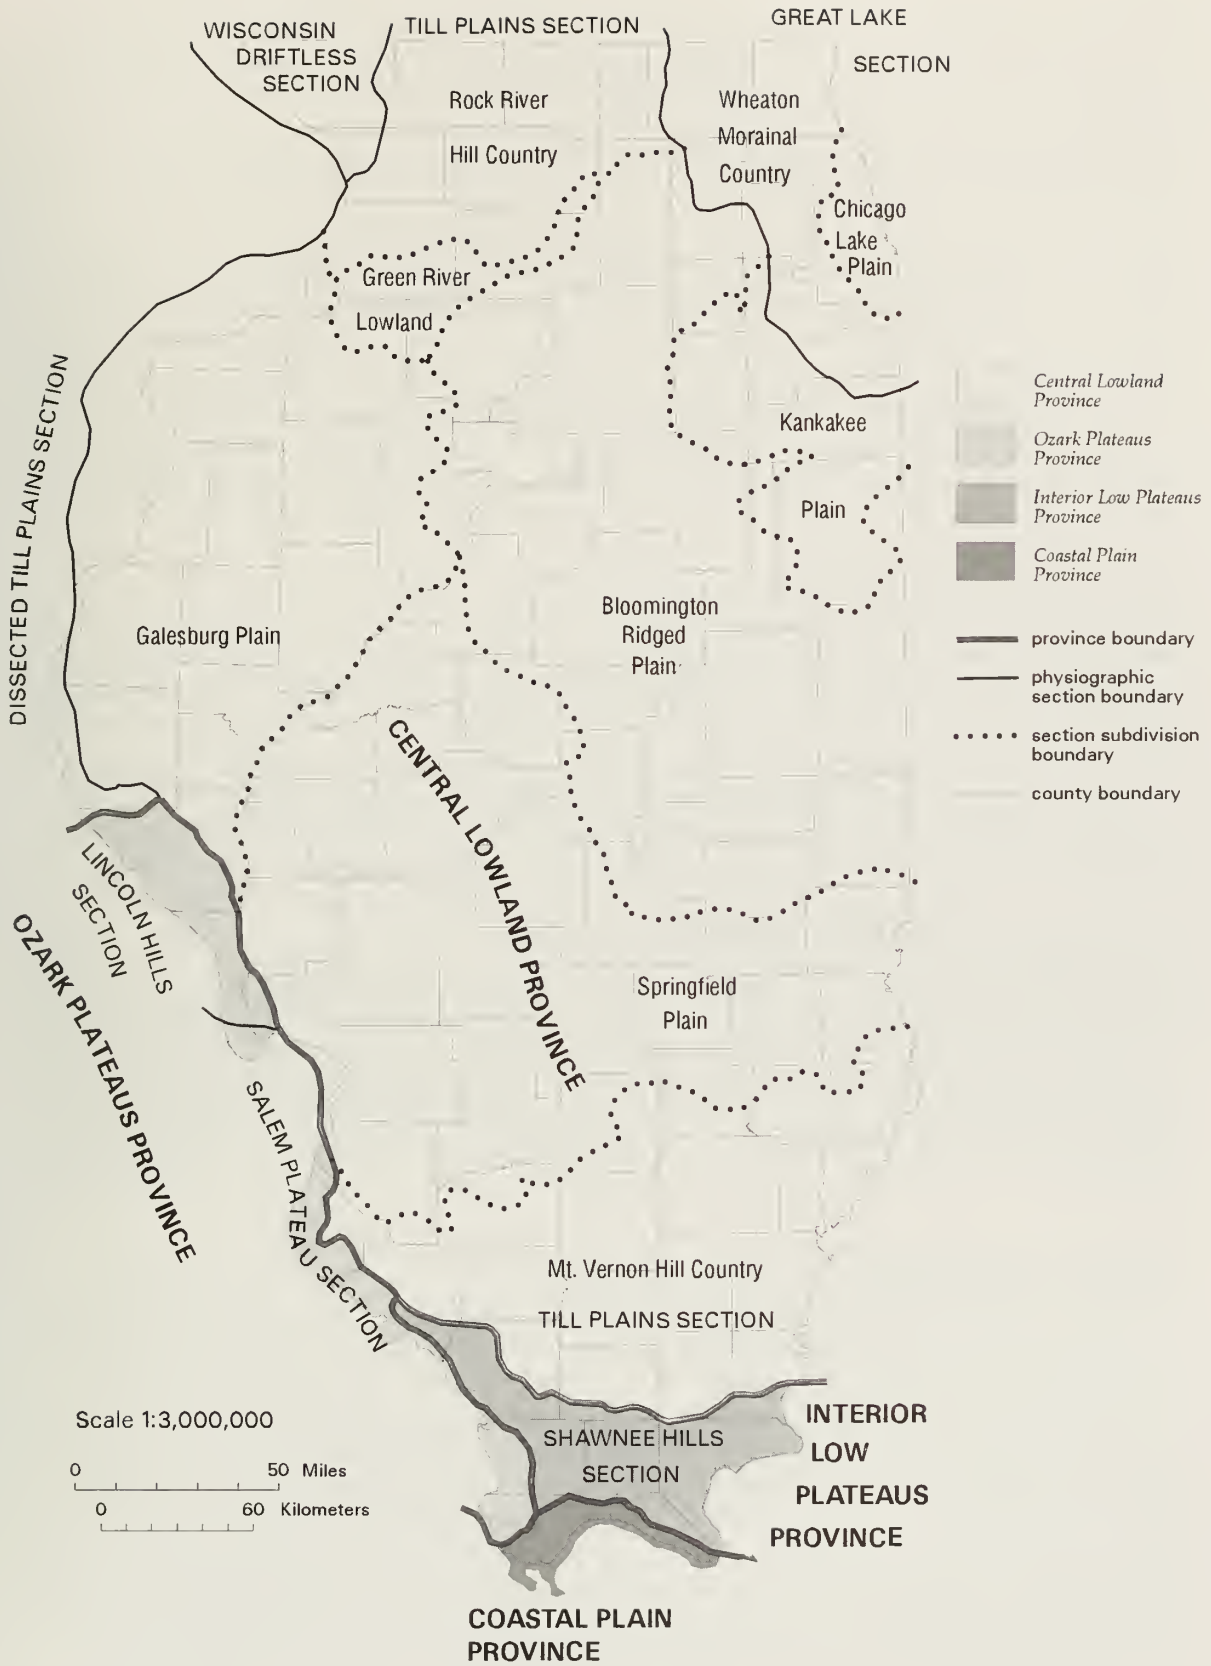 WISCONSIN
DRIFTLESS
SECTION
TILL PLAINS SECTION
GREAT LAKE
SECTION
Rock River
Hill Country
Wheaton
Morainal
Country
Chicago
Lake
Plain
Green River
Lowland
DISSECTED TILL PLAINS SECTION
Kankakee
Plain
Galesburg Plain
Bloomington
Ridged
Plain
CENTRAL LOWLAND PROVINCE
LINCOLN HILLS
SECTION
OZARK PLATEAUS PROVINCE
Springfield
Plain
SALEM PLATEAU SECTION
Mt. Vernon Hill Country
TILL PLAINS SECTION
SHAWNEE HILLS
SECTION
INTERIOR
LOW
PLATEAUS
PROVINCE
COASTAL PLAIN
PROVINCE
Central Lowland
Province
Ozark Plateaus
Province
Interior Low Plateaus
Province
Coastal Plain
Province
province boundary
physiographic
section boundary
section subdivision
boundary
county boundary
Scale 1:3,000,000
0 50 Miles
0 60 Kilometers